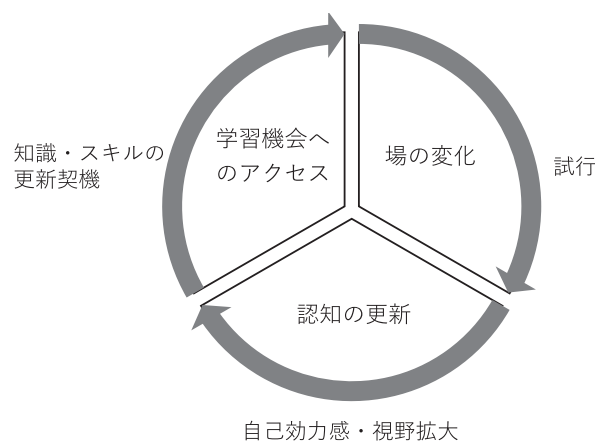 学習機会へ
のアクセス
場の変化
知識・スキルの
更新契機
試行
認知の更新
自己効力感・視野拡大